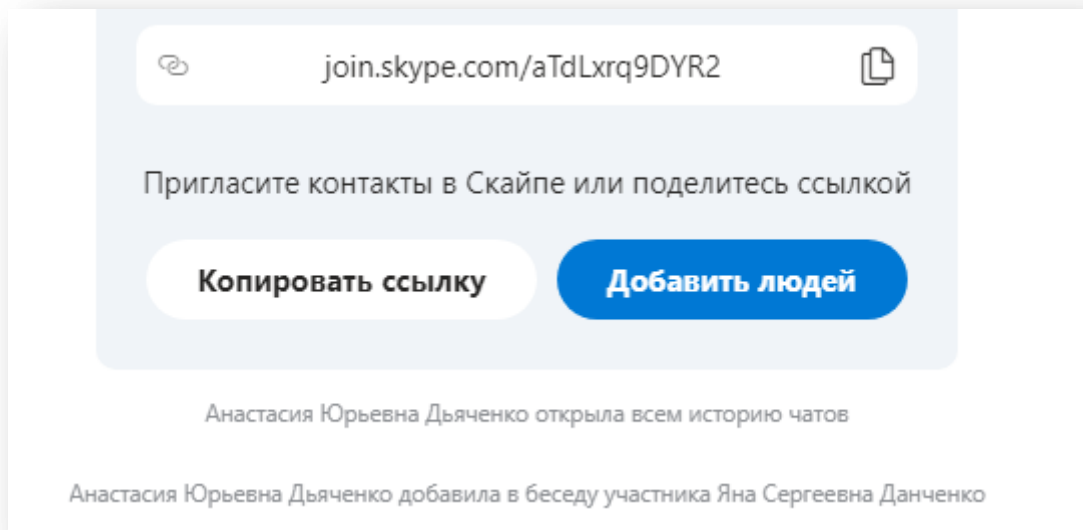 join.skype.com/aTdLxrq9DYR2
Пригласите контакты в Скайпе или поделитесь ссылкой
Копировать ссылку
Добавить людей
Анастасия Юрьевна Дьяченко открыла всем историю чатов
Анастасия Юрьевна Дьяченко добавила в беседу участника Яна Сергеевна Данченко